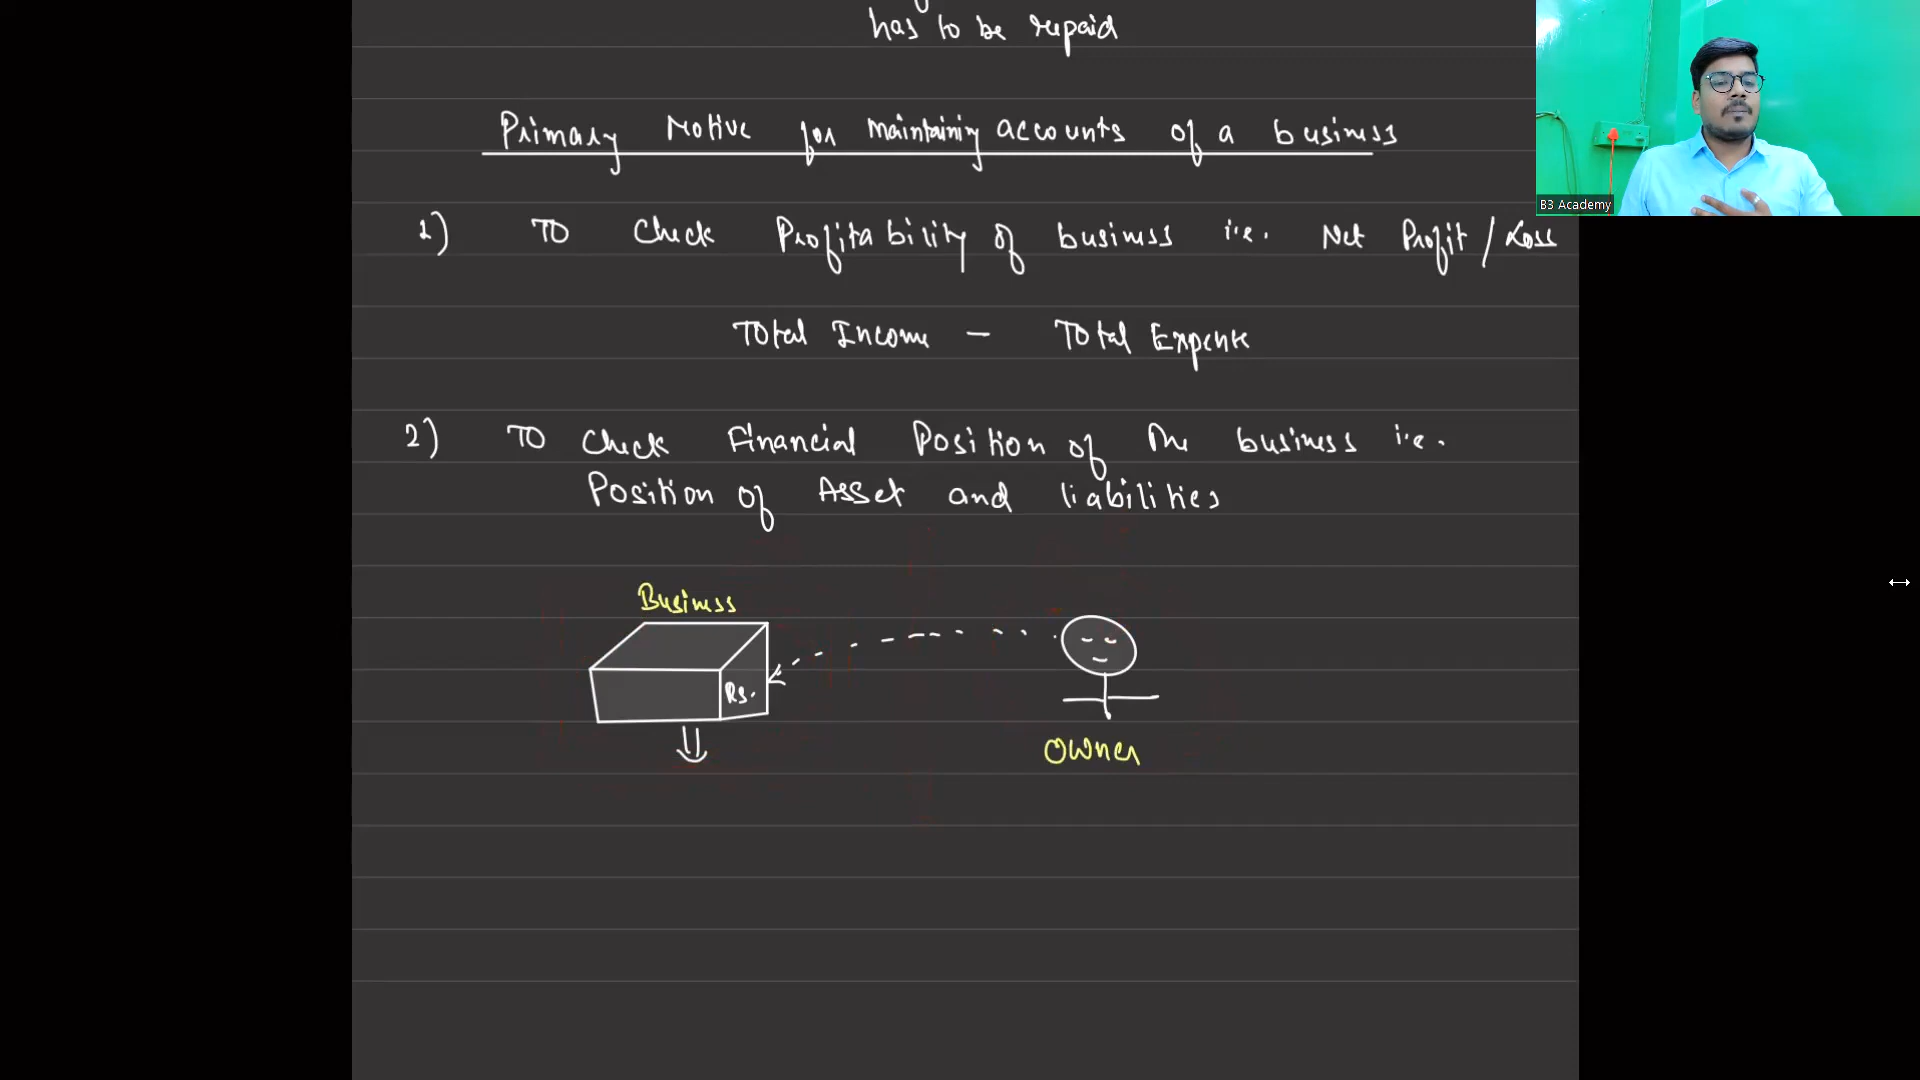 has to be repaid
Primary Motive for maintaining accounts of a business
B3 Academy
1) TO Check Profitability of business i.e. Net Profit / Loss
Total Income - Total Expense
2) TO Check Financial Position of the business i.e.
Position of Asset and liabilities
Business
Rs.
Owner